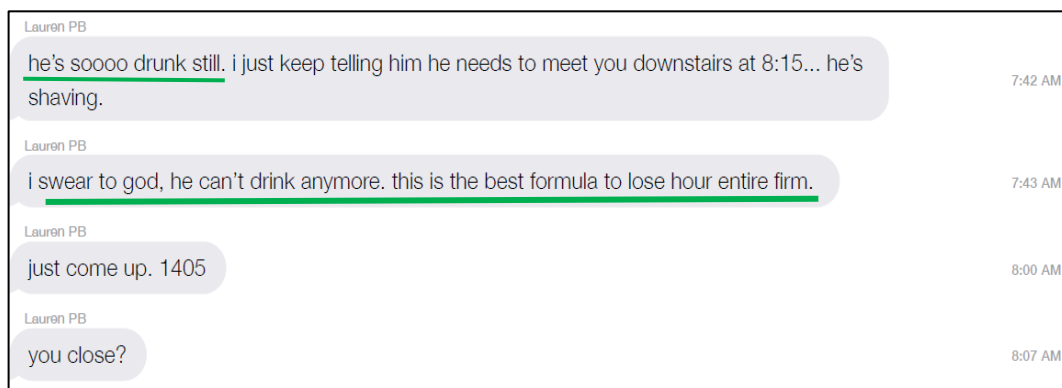 Lauren PB
he's soooo drunk still. i just keep telling him he needs to meet you downstairs at 8:15... he's
7:42 AM
shaving.
Lauren PB
i swear to god, he can't drink anymore. this is the best formula to lose hour entire firm.
7:43 AM
Lauren PB
just come up. 1405
8:00 AM
Lauren PB
you close?
8:07 AM